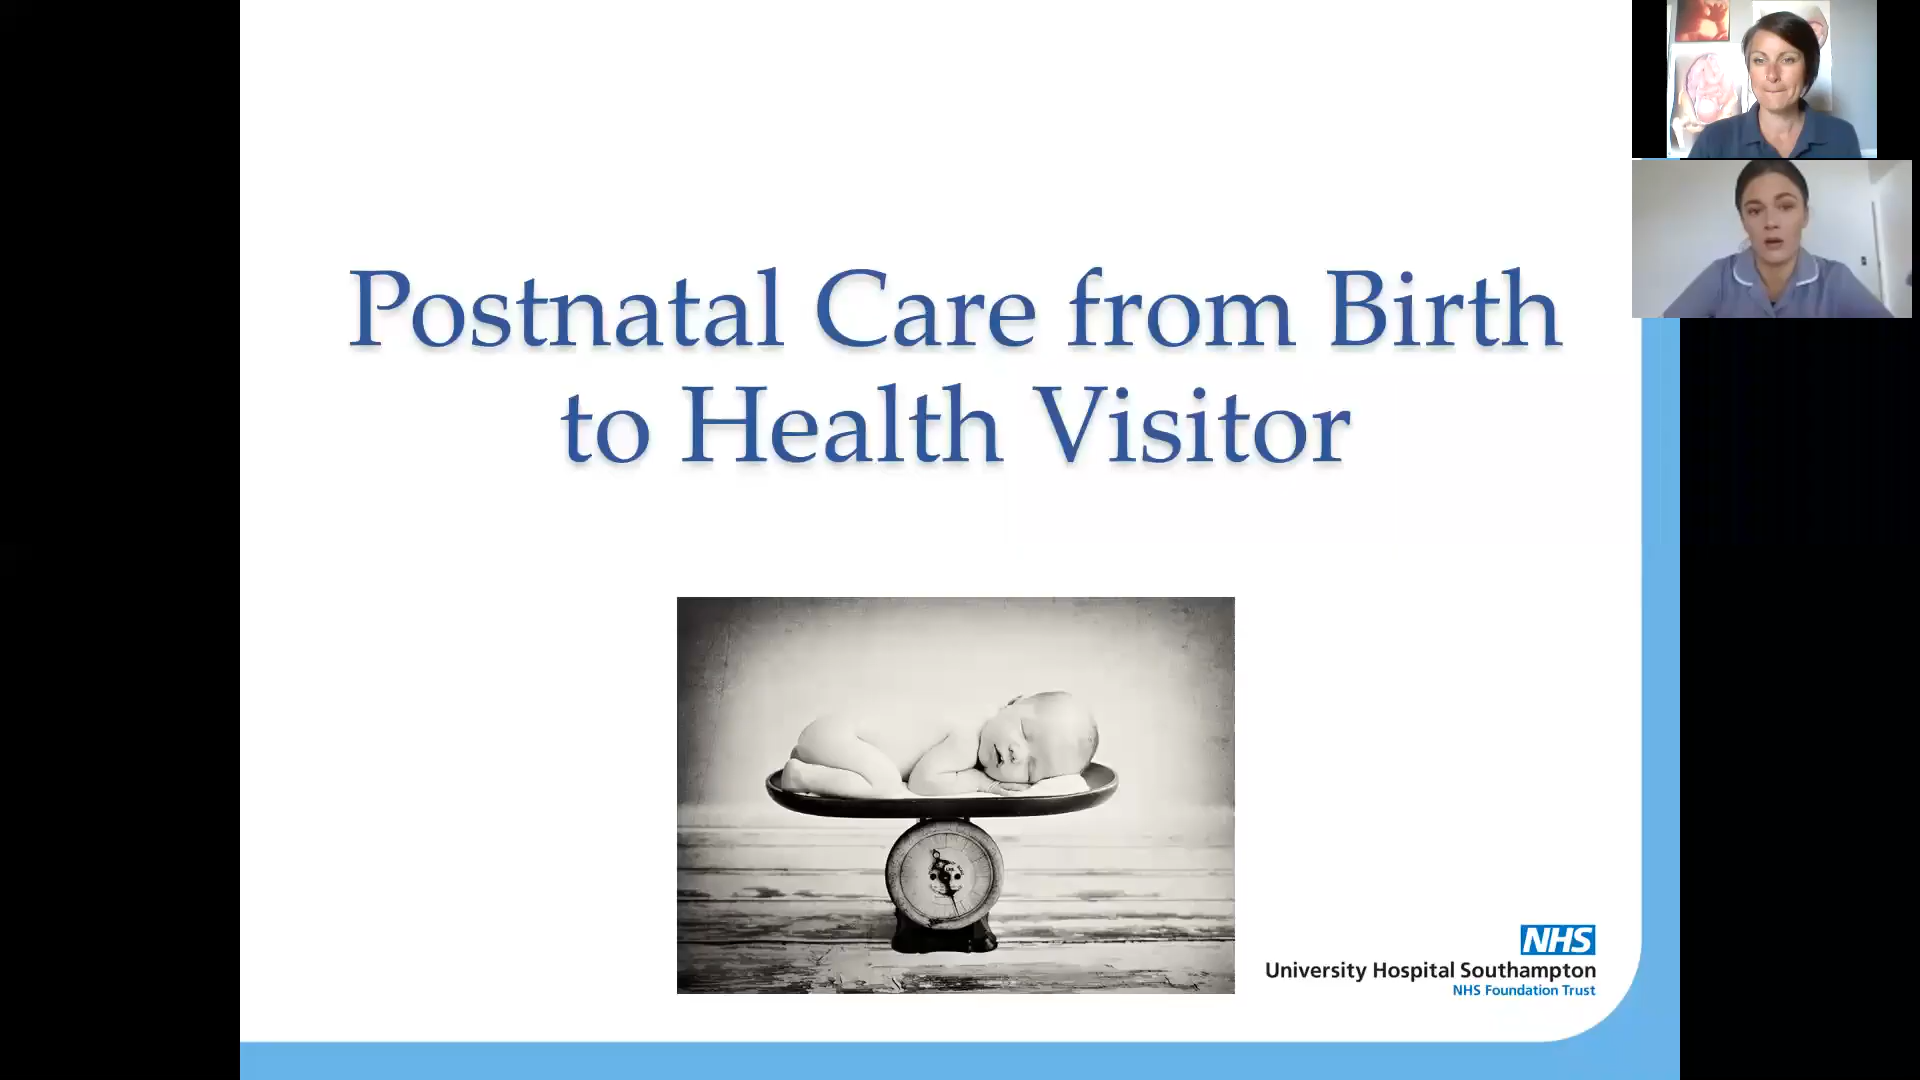 Postnatal Care from Birth
to Health Visitor
NHS
University Hospital Southampton
NHS Foundation Trust